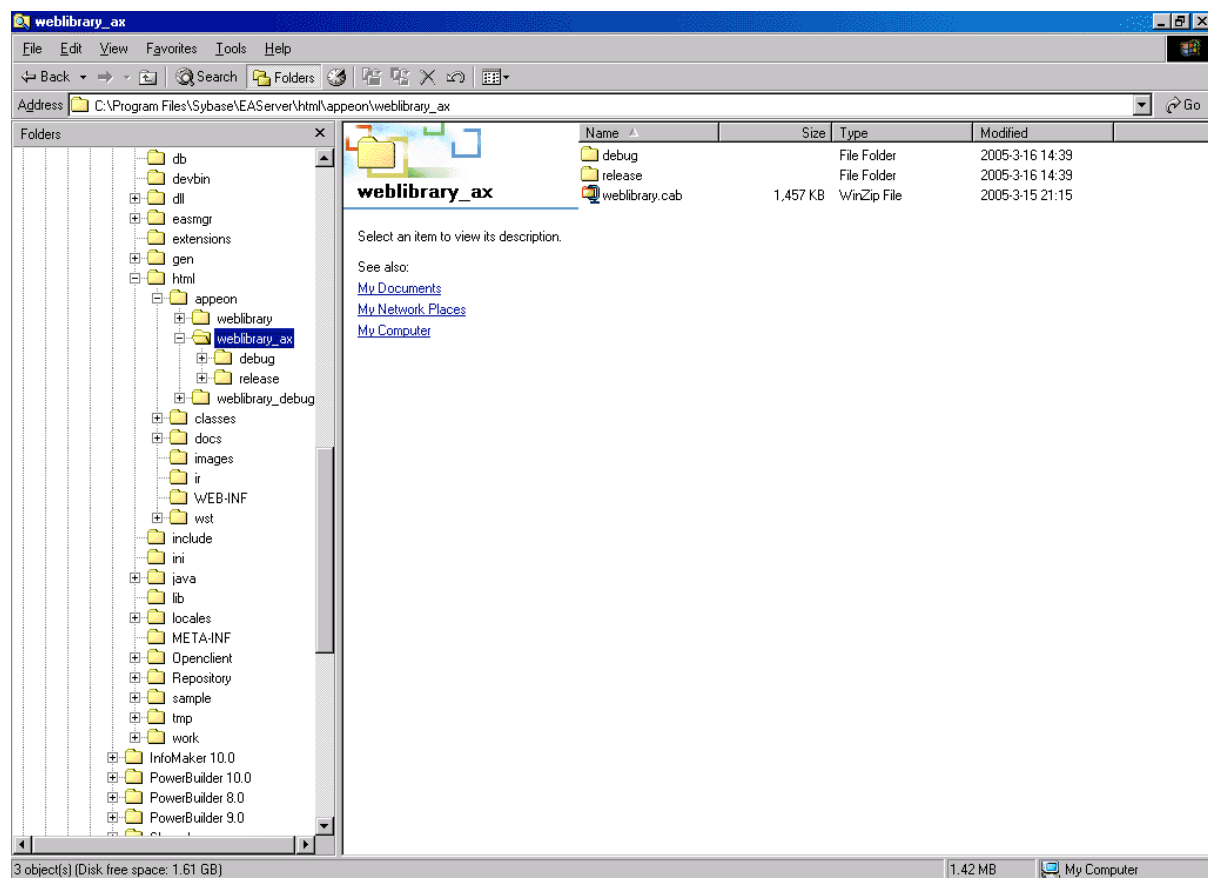 weblibrary_ax
File Edit View Favorites Tools Help
Back Search Folders
Address C:\Program Files\Sybase\EAServer\html\appeon\weblibrary_ax Go
Folders
db
devbin
dll
easmgr
extensions
gen
html
appeon
weblibrary
weblibrary_ax
debug
release
weblibrary_debug
classes
docs
images
ir
WEB-INF
wst
include
ini
java
lib
locales
META-INF
Openclient
Repository
sample
tmp
work
InfoMaker 10.0
PowerBuilder 10.0
PowerBuilder 8.0
PowerBuilder 9.0
weblibrary_ax
Select an item to view its description.
See also:
My Documents
My Network Places
My Computer
Name Size Type Modified
debug File Folder 2005-3-16 14:39
release File Folder 2005-3-16 14:39
weblibrary.cab 1,457 KB WinZip File 2005-3-15 21:15
3 object(s) (Disk free space: 1.61 GB) 1.42 MB My Computer